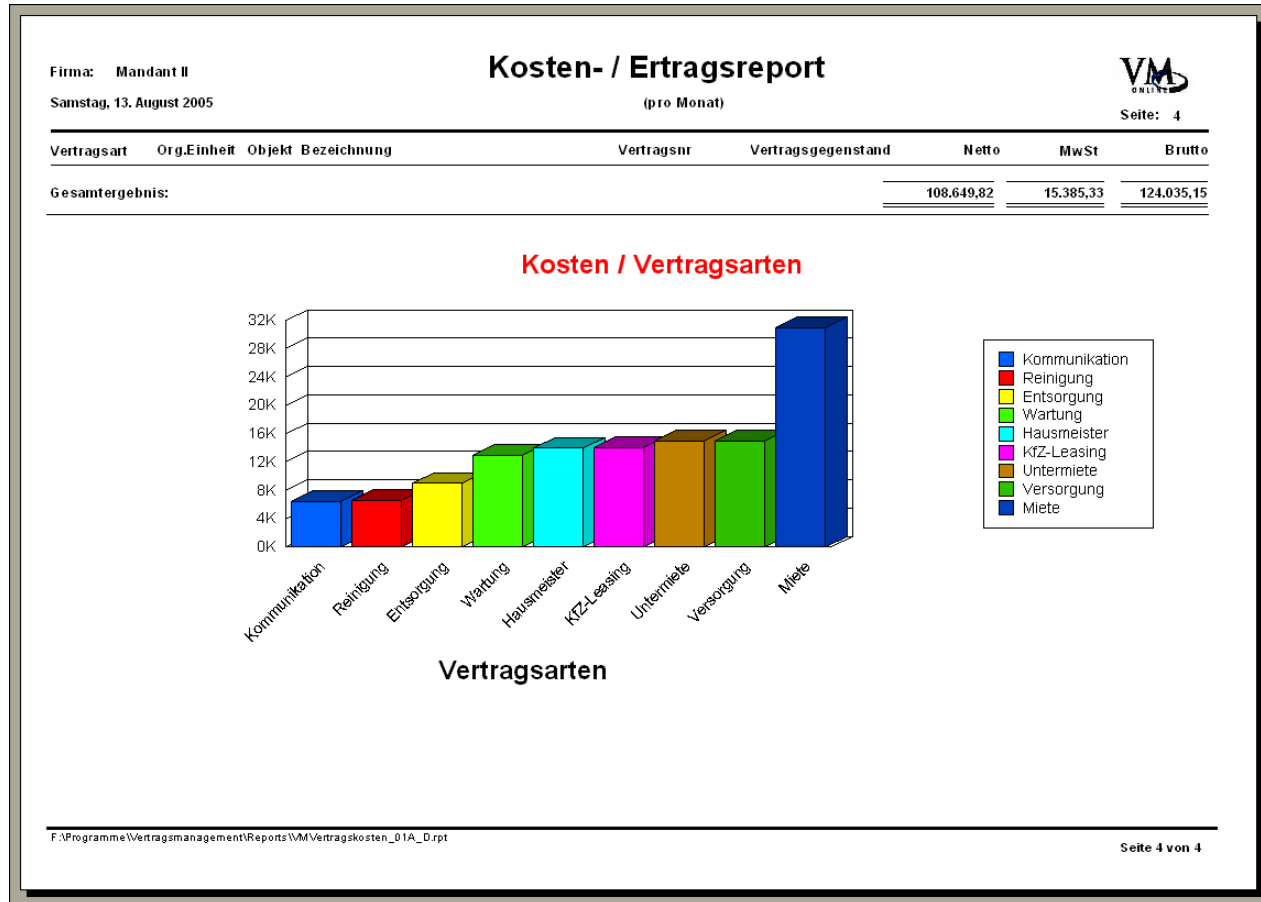 Firma: Mandant II
Kosten- / Ertragsreport
VM
ONLINE
Samstag, 13. August 2005
(pro Monat)
Seite: 4
Vertragsart Org.Einheit Objekt Bezeichnung Vertragsnr Vertragsgegenstand Netto MwSt Brutto
Gesamtergebnis: 108.649,82 15.385,33 124.035,15
Kosten / Vertragsarten
32K
28K
24K
20K
16K
12K
8K
4K
0K
Kommunikation
Reinigung
Entsorgung
Wartung
Hausmeister
KfZ-Leasing
Untermiete
Versorgung
Miete
Vertragsarten
Kommunikation
Reinigung
Entsorgung
Wartung
Hausmeister
KfZ-Leasing
Untermiete
Versorgung
Miete
F:\Programme\Vertragsmanagement\Reports\VMVertragskosten_01A_D.rpt
Seite 4 von 4